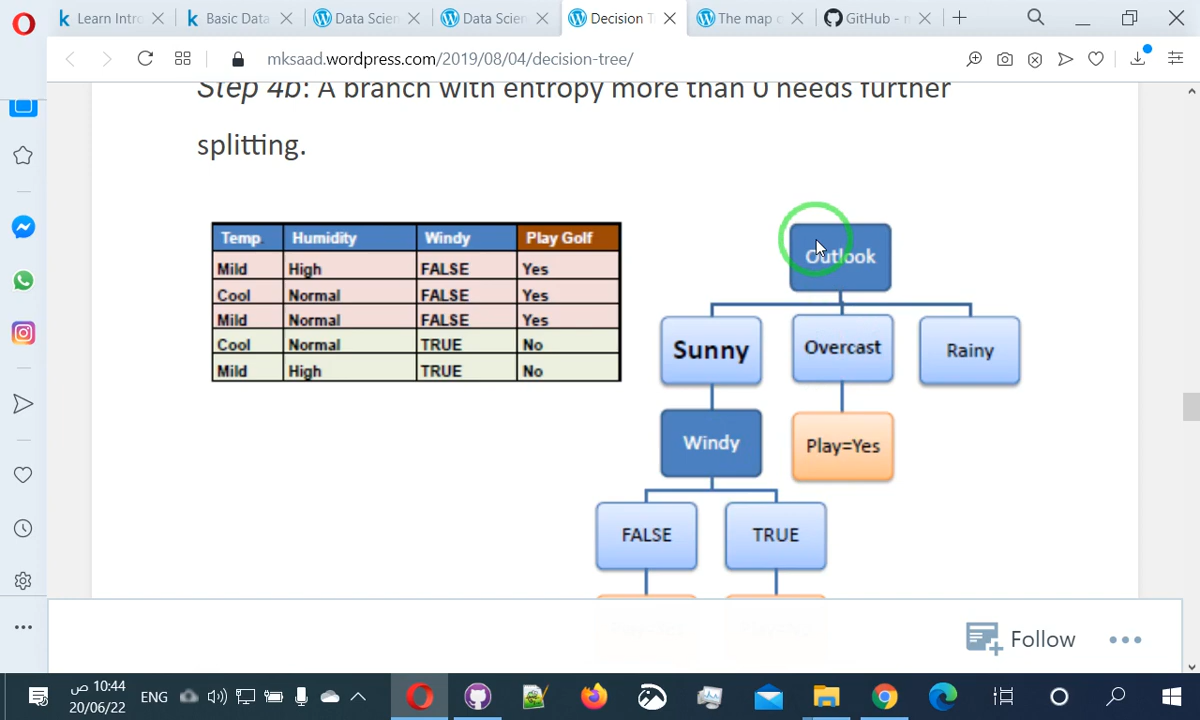 Learn Intro
Basic Data
Data Scien
Data Scien
Decision T
The map o
GitHub - 
mksaad.wordpress.com/2019/08/04/decision-tree/
Step 4b: A branch with entropy more than 0 needs further
splitting.
Temp Humidity Windy Play Golf
Mild High FALSE Yes
Cool Normal FALSE Yes
Mild Normal FALSE Yes
Cool Normal TRUE No
Mild High TRUE No
Outlook
Sunny Overcast Rainy
Windy Play=Yes
FALSE TRUE
Follow
10:44 ص
ENG
20/06/22